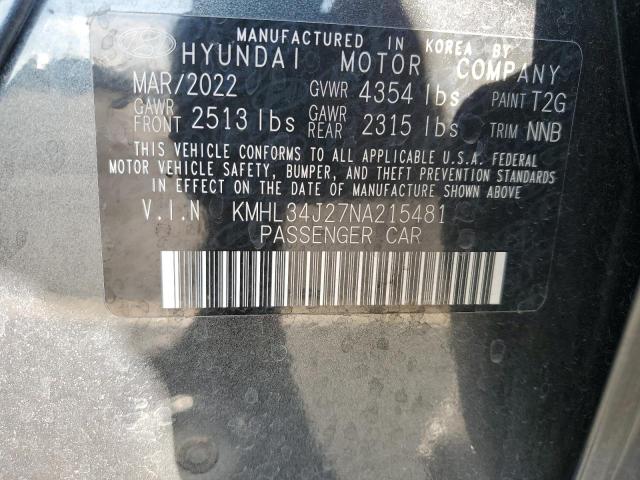 MANUFACTURED IN KOREA BY
HYUNDAI MOTOR COMPANY
MAR/2022 GVWR 4354 lbs PAINT T2G
GAWR FRONT 2513 lbs GAWR REAR 2315 lbs TRIM NNB
THIS VEHICLE CONFORMS TO ALL APPLICABLE U.S.A. FEDERAL
MOTOR VEHICLE SAFETY, BUMPER, AND THEFT PREVENTION STANDARDS
IN EFFECT ON THE DATE OF MANUFACTURE SHOWN ABOVE.
V.I.N KMHL34J27NA215481
PASSENGER CAR